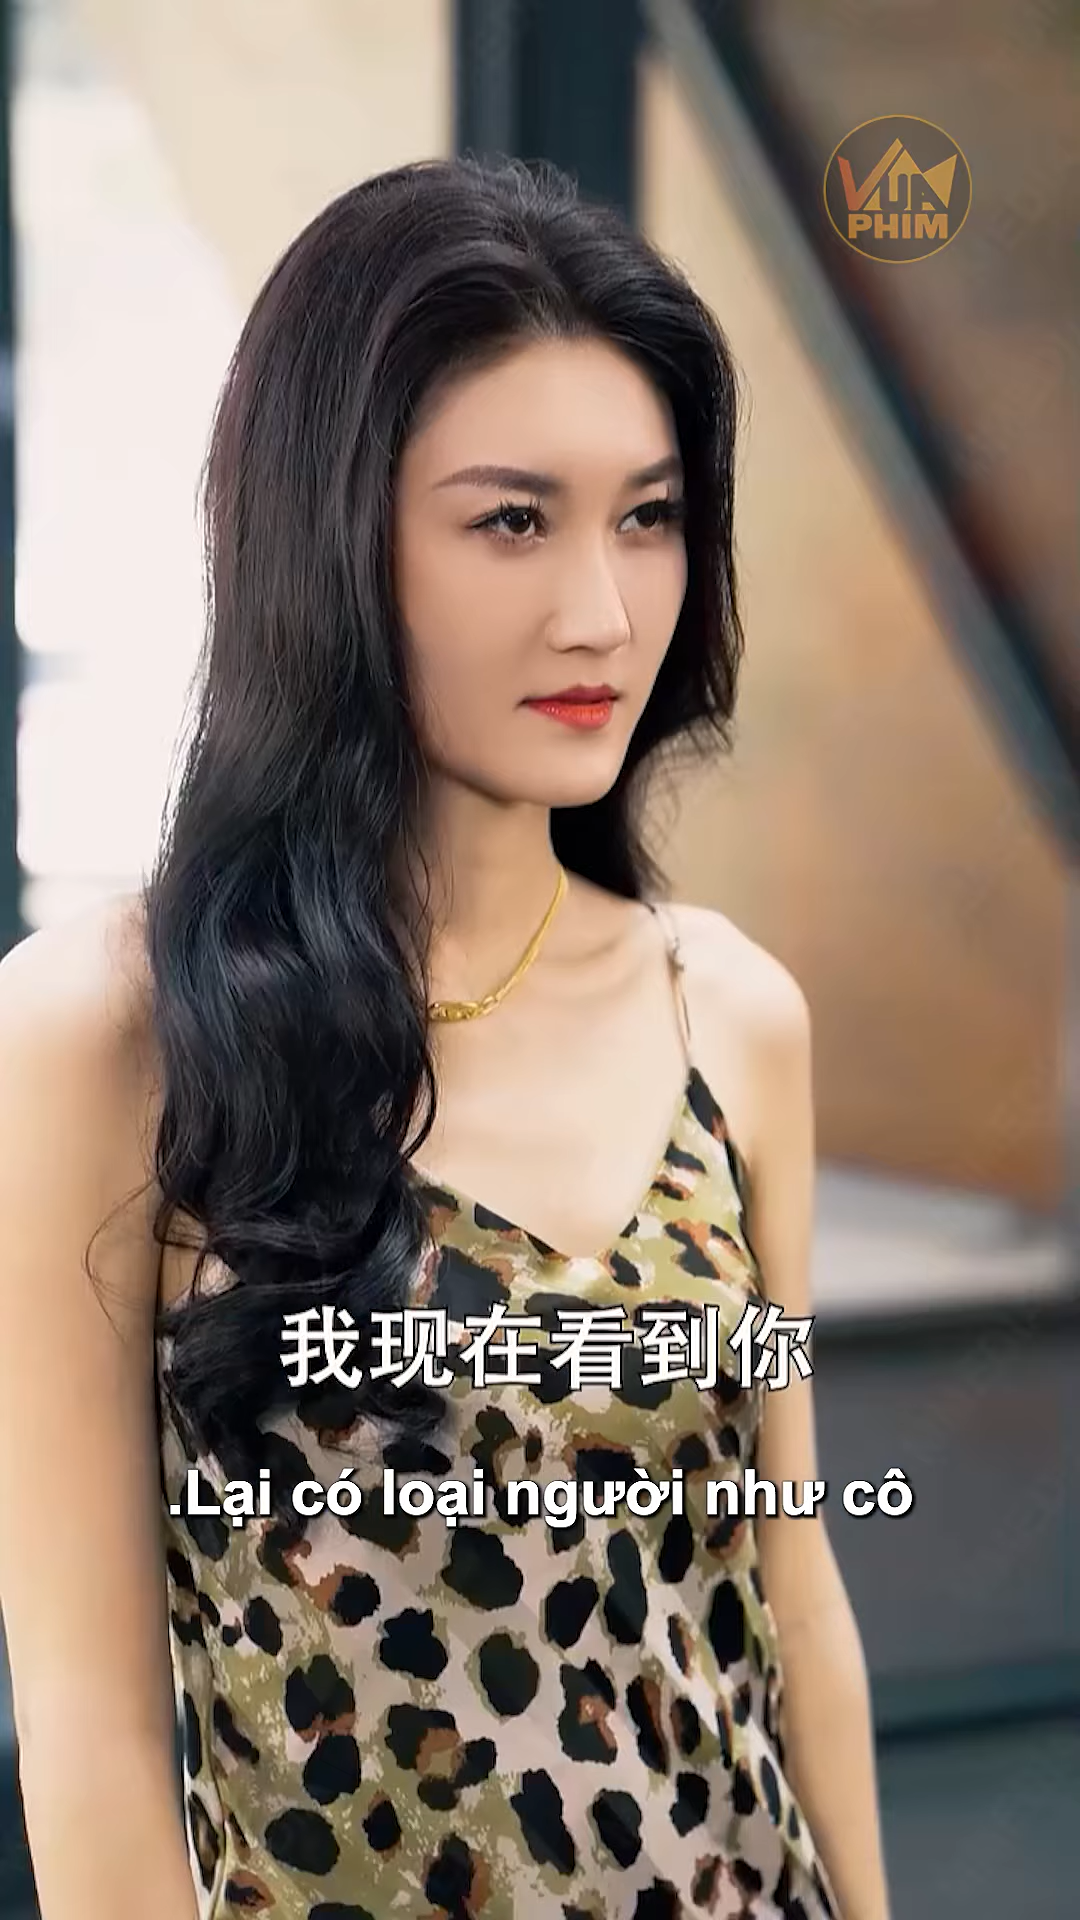 VUA
PHIM
我现在看到你
.Lại có loại người như cô